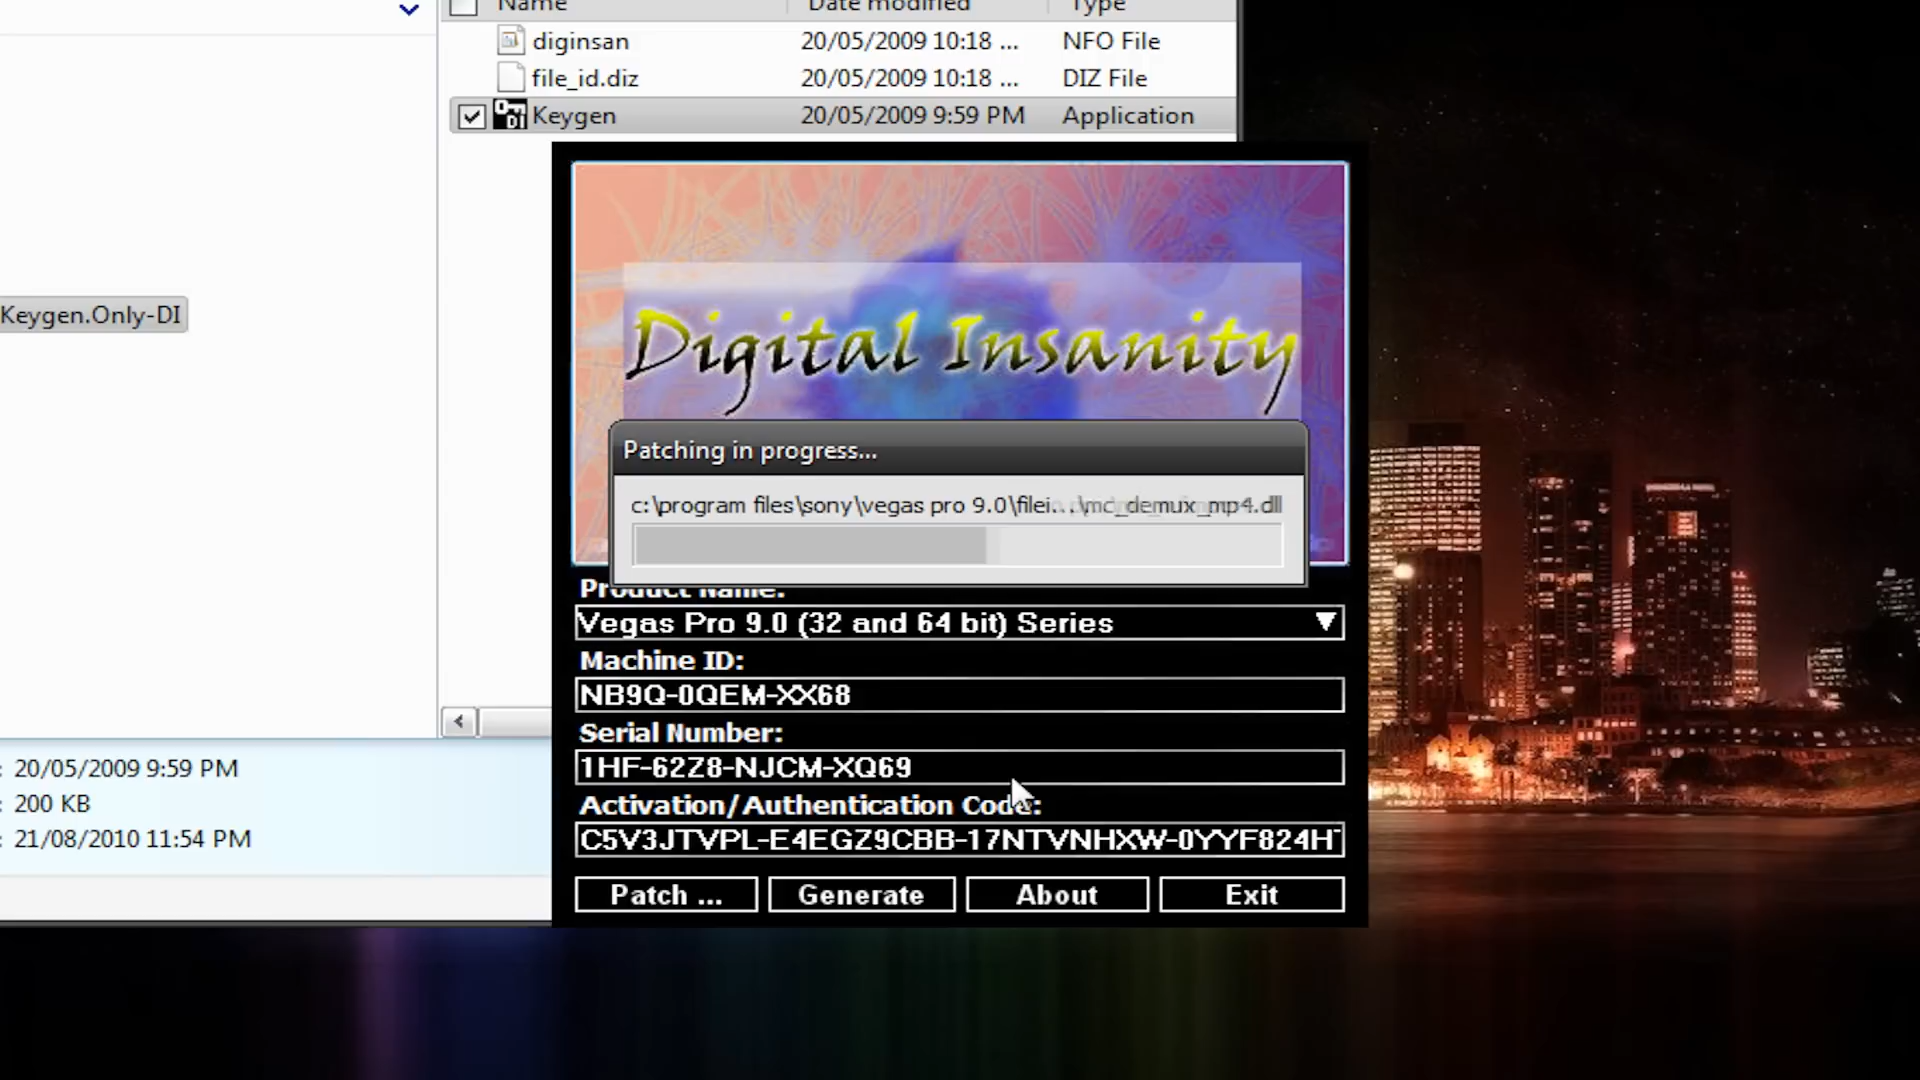 Name Date modified Type
diginsan 20/05/2009 10:18 ... NFO File
file_id.diz 20/05/2009 10:18 ... DIZ File
Keygen 20/05/2009 9:59 PM Application
Keygen.Only-DI
Digital Insanity
Patching in progress...
c:\program files\sony\vegas pro 9.0\filei...\mc_demux_mp4.dll
Product Name:
Vegas Pro 9.0 (32 and 64 bit) Series
Machine ID:
NB9Q-0QEM-XX68
Serial Number:
1HF-62Z8-NJCM-XQ69
Activation/Authentication Code:
C5V3JTVPL-E4EGZ9CBB-17NTVNHXW-0YYF824H
Patch ... Generate About Exit
: 20/05/2009 9:59 PM
: 200 KB
: 21/08/2010 11:54 PM